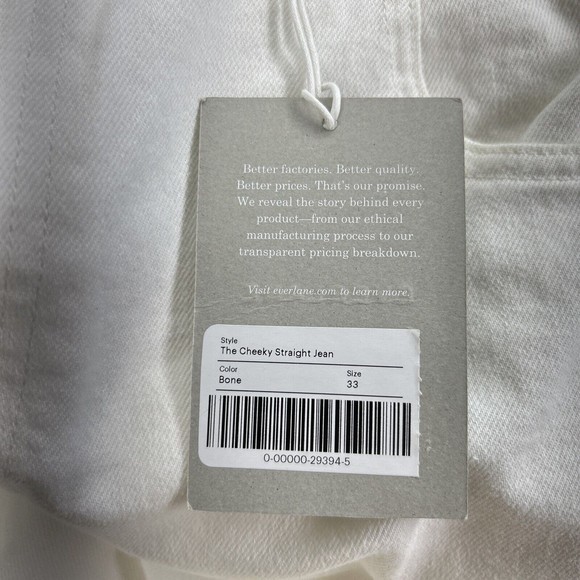 Better factories. Better quality.
Better prices. That's our promise.
We reveal the story behind every
product—from our ethical
manufacturing process to our
transparent pricing breakdown.
Visit everlane.com to learn more.
Style
The Cheeky Straight Jean
Color Size
Bone 33
0-00000-29394-5